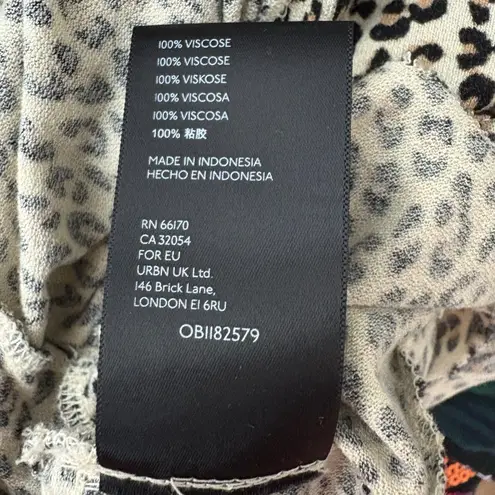 100% VISCOSE
100% VISCOSE
100% VISKOSE
100% VISCOSA
100% VISCOSA
100% 粘胶
MADE IN INDONESIA
HECHO EN INDONESIA
RN 66170
CA 32054
FOR EU
URBN UK Ltd.
146 Brick Lane,
LONDON E1 6RU
OB1182579